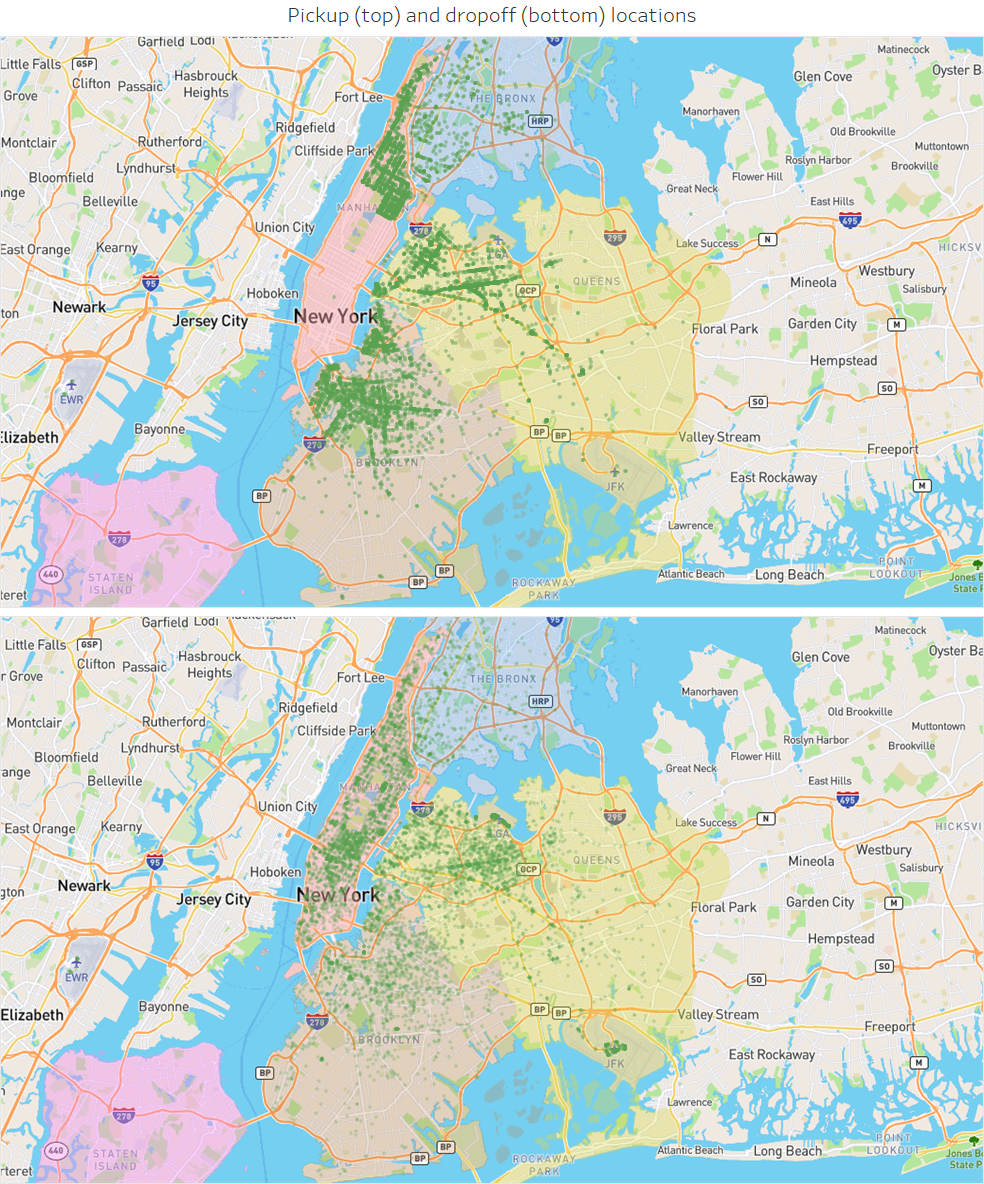 Pickup (top) and dropoff (bottom) locations
Garfield Lodi
95
Little Falls
GSP
Clifton Passaic
Hasbrouck
Heights
Grove
Fort Lee
THE BRONX
Matinecock
Glen Cove
Oyster Ba
Manorhaven
HRP
Montclair
Rutherford
Ridgefield
Cliffside Park
Lyndhurst
Old Brookville
Muttontown
Roslyn Harbor
Brookville
Bloomfield
Flower Hill
Great Neck
Belleville
East Hills
495
Union City
278
295
N
Lake Success
HICKSV
East Orange
Kearny
95
Newark
Hoboken
Jersey City
New York
GCP
QUEENS
Mineola
Westbury
Salisbury
Floral Park
Garden City
M
Hempstead
SO
SO
EWR
Elizabeth
Bayonne
278
BROOKLYN
BP
BP
Valley Stream
Freeport
JFK
East Rockaway
M
BP
Lawrence
278
440
STATEN
ISLAND
teret
BP
BP
ROCKAWAY
PARK
Atlantic Beach
Long Beach
POINT
LOOKOUT
Jones B
State P
Garfield Lodi
95
Little Falls
GSP
Clifton Passaic
Hasbrouck
Heights
r Grove
Fort Lee
THE BRONX
Matinecock
Glen Cove
Oyster Ba
Manorhaven
HRP
Montclair
Rutherford
Ridgefield
Cliffside Park
Lyndhurst
Old Brookville
Muttontown
Roslyn Harbor
Brookville
Bloomfield
Flower Hill
Great Neck
ange
Belleville
East Hills
495
Union City
278
295
N
Lake Success
HICKSVI
East Orange
Kearny
95
Newark
Hoboken
Jersey City
New York
GCP
QUEENS
Mineola
Westbury
Salisbury
Floral Park
Garden City
M
Hempstead
SO
SO
EWR
Elizabeth
Bayonne
278
BROOKLYN
BP
BP
Valley Stream
Freeport
JFK
East Rockaway
M
BP
Lawrence
278
440
STATEN
ISLAND
rteret
BP
BP
ROCKAWAY
PARK
Atlantic Beach
Long Beach
POINT
LOOKOUT
Jones Be
State P